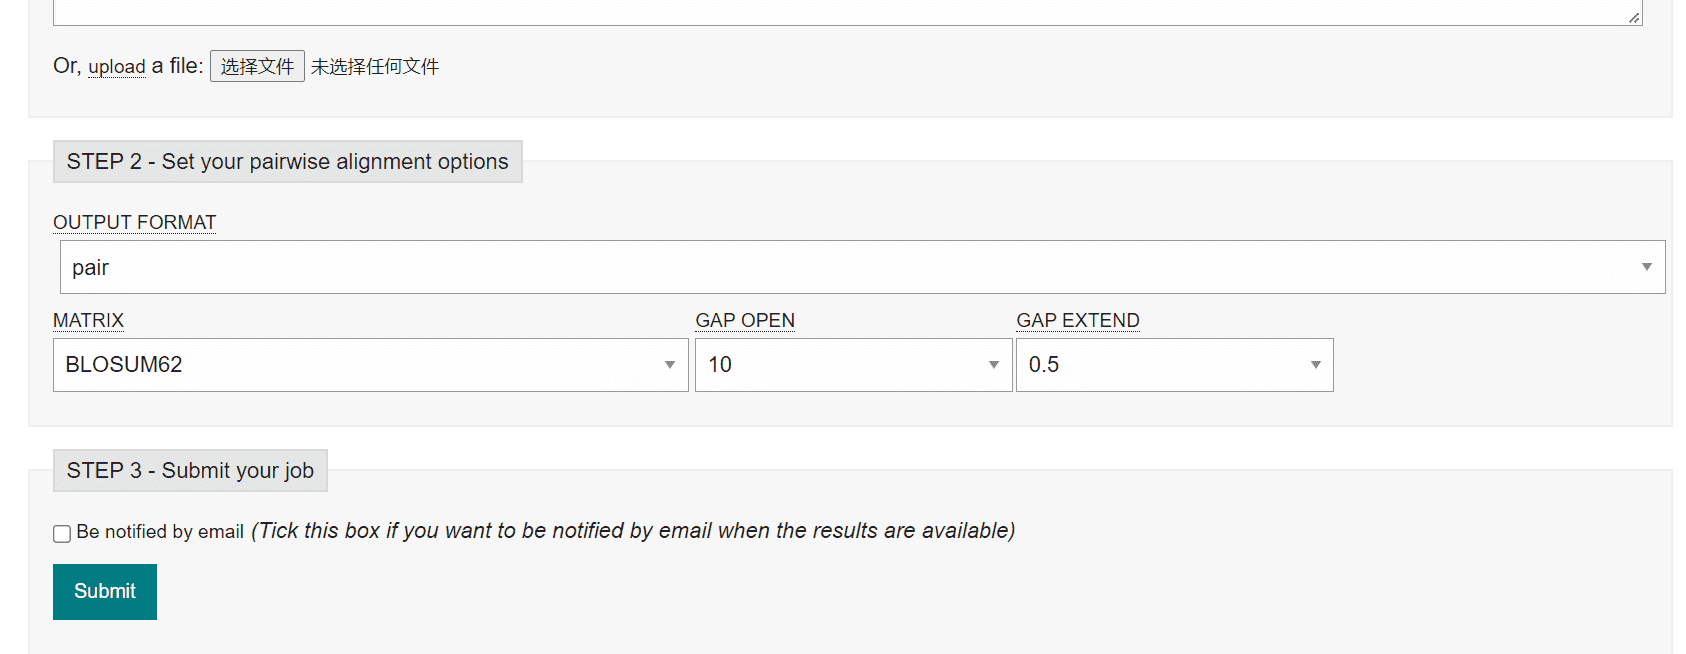 Or, upload a file: 选择文件 未选择任何文件
STEP 2 - Set your pairwise alignment options
OUTPUT FORMAT
pair
MATRIX GAP OPEN GAP EXTEND
BLOSUM62 10 0.5
STEP 3 - Submit your job
Be notified by email (Tick this box if you want to be notified by email when the results are available)
Submit